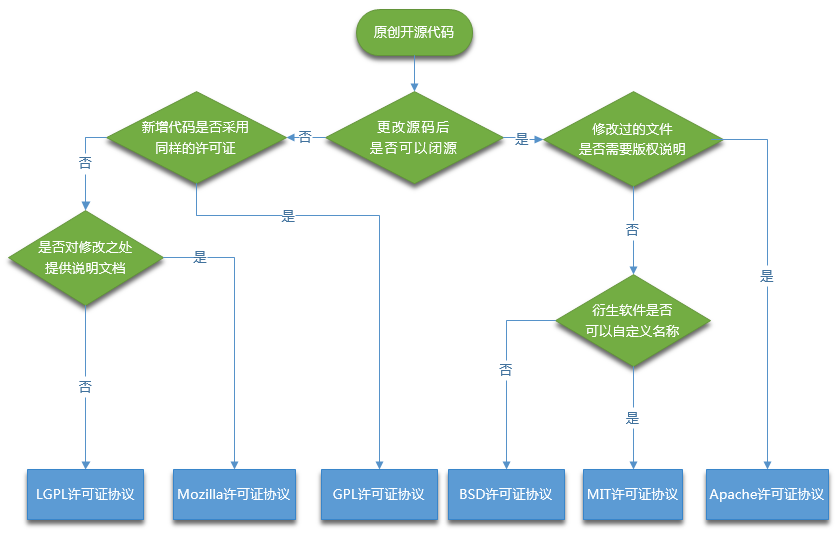 原创开源代码
新增代码是否采用
同样的许可证
否
更改源码后
是否可以闭源
是
修改过的文件
是否需要版权说明
否
是
否
是
是否对修改之处
提供说明文档
是
衍生软件是否
可以自定义名称
否
否
是
LGPL许可证协议
Mozilla许可证协议
GPL许可证协议
BSD许可证协议
MIT许可证协议
Apache许可证协议